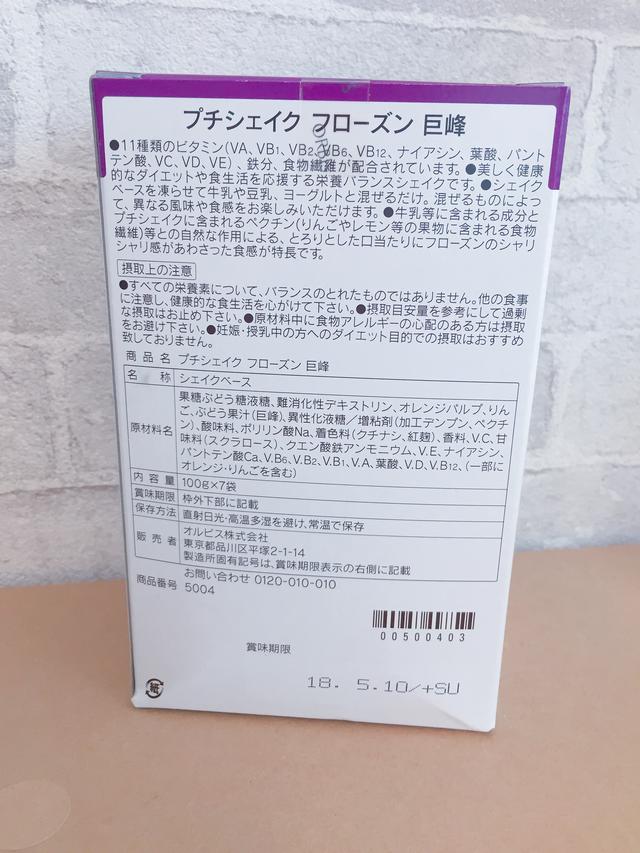 プチシェイク フローズン 巨峰
●11種類のビタミン(VA、VB1、VB2、VB6、VB12、ナイアシン、葉酸、パント
テン酸、VC、VD、VE)、鉄分、食物繊維が配合されています。●美しく健康
的なダイエットや食生活を応援する栄養バランスシェイクです。●シェイク
ベースを凍らせて牛乳や豆乳、ヨーグルトと混ぜるだけ。混ぜるものによっ
て、異なる風味や食感をお楽しみいただけます。●牛乳等に含まれる成分と
プチシェイクに含まれるペクチン(りんごやレモン等の果物に含まれる食物
繊維)等との自然な作用による、とろりとした口当たりにフローズンのシャリ
シャリ感があわさった食感が特長です。
摂取上の注意
●すべての栄養素について、バランスのとれたものではありません。他の食事
に注意し、健康的な食生活を心がけて下さい。●摂取目安量を参考にして過剰
な摂取はお止め下さい。●原材料中に食物アレルギーの心配のある方は摂取
をお避け下さい。●妊娠・授乳中の方へのダイエット目的での摂取はおすすめ
致しておりません。
商品名 プチシェイク フローズン 巨峰
名称 シェイクベース
原材料名 果糖ぶどう糖液糖、難消化性デキストリン、オレンジパルプ、りん
ご、ぶどう果汁(巨峰)、異性化液糖/増粘剤(加工デンプン、ペクチ
ン)、酸味料、ポリリン酸Na、着色料(クチナシ、紅麹)、香料、V.C、甘
味料(スクラロース)、クエン酸鉄アンモニウム、V.E、ナイアシン、
パントテン酸Ca、V.B6、V.B2、V.B1、V.A、葉酸、V.D、V.B12、(一部に
オレンジ・りんごを含む)
内容量 100g×7袋
賞味期限 枠外下部に記載
保存方法 直射日光・高温多湿を避け、常温で保存
販売者 オルビス株式会社
東京都品川区平塚2-1-14
製造所固有記号は、賞味期限表示の右側に記載
お問い合わせ 0120-010-010
商品番号 5004
00500403
賞味期限
18. 5.10/+SU
紙